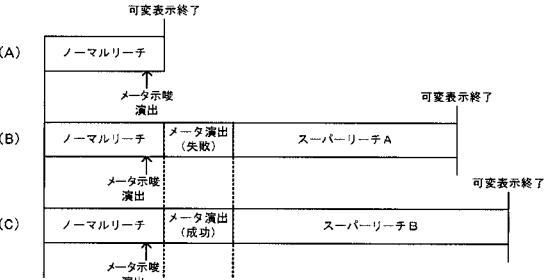 可変表示終了
(A)
ノーマルリーチ
メータ示唆
演出
可変表示終了
(B)
ノーマルリーチ
メータ演出
(失敗)
スーパーリーチA
メータ示唆
演出
可変表示終了
(C)
ノーマルリーチ
メータ演出
(成功)
スーパーリーチB
メータ示唆
演出